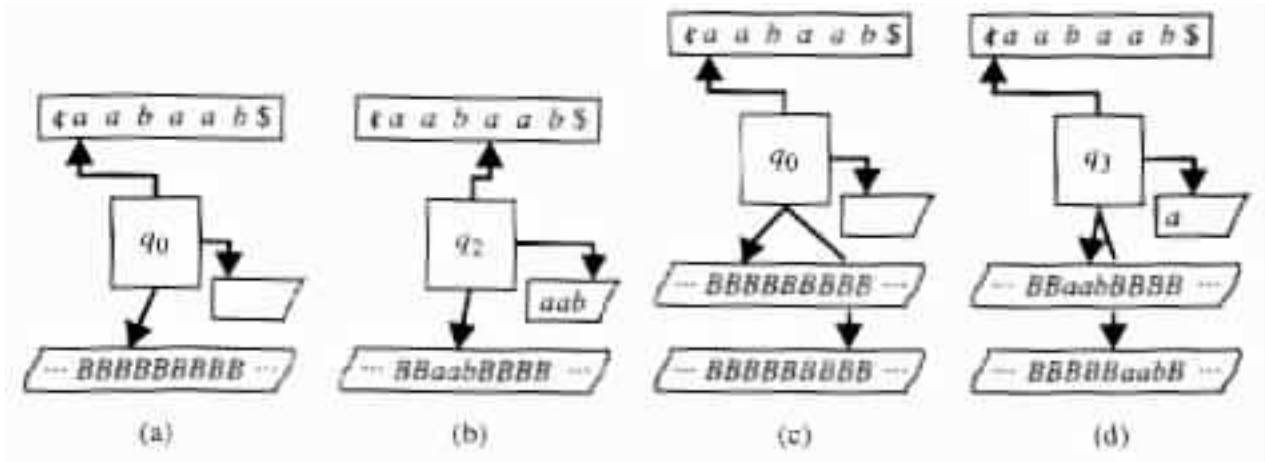 ¢ a a b a a b $
q0
··· BBBBBBBBB ···
(a)
¢ a a b a a b $
q2
aab
··· BBaabBBBB ···
(b)
¢ a a b a a b $
q0
··· BBBBBBBBB ···
··· BBBBBBBBB ···
(c)
¢ a a b a a b $
q3
a
··· BBaabBBBB ···
··· BBBBBaabB ···
(d)